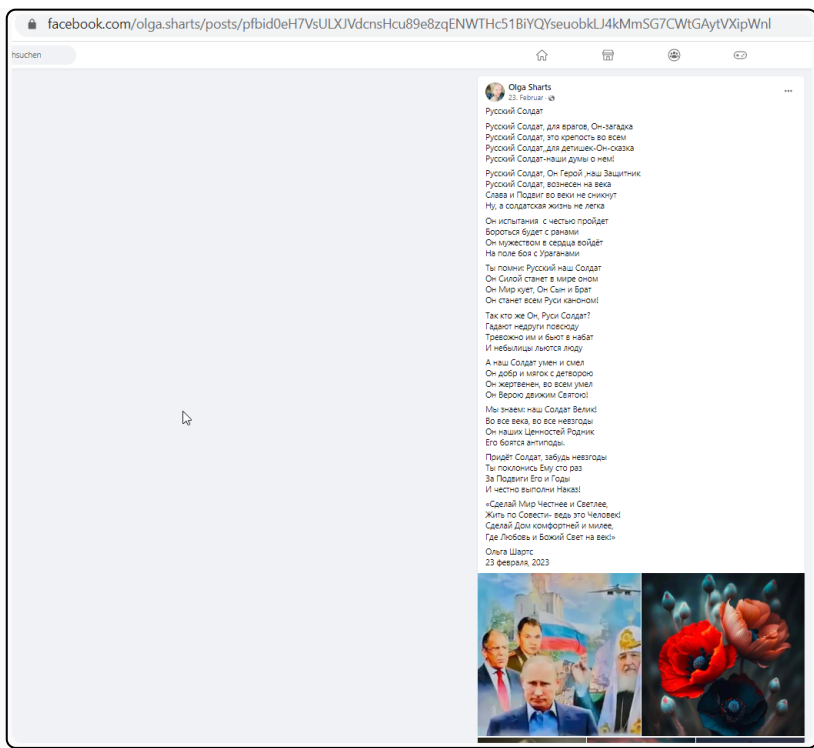 facebook.com/olga.sharts/posts/pfbid0eH7VsULXJVdcnsHcu89e8zqENWTHc51BiYQYseuobkLJ4kMmSG7CWtGAytVXipWnl
hsuchen
Olga Sharts
23. Februar
Русский Солдат
Русский Солдат, для врагов, Он-загадка
Русский Солдат, это крепость во всем
Русский Солдат,,для детишек-Он-сказка
Русский Солдат-наши думы о нем!
Русский Солдат, Он Герой ,наш Защитник
Русский Солдат, вознесен на века
Слава и Подвиг во веки не сникнут
Ну, а солдатская жизнь не легка
Он испытания с честью пройдет
Бороться будет с ранами
Он мужеством в сердца войдёт
На поле боя с Ураганами
Ты помни: Русский наш Солдат
Он Силой станет в мире оном
Он Мир кует, Он Сын и Брат
Он станет всем Руси каноном!
Так кто же Он, Руси Солдат?
Гадают недруги повсюду
Тревожно им и бьют в набат
И небылицы льются люду
А наш Солдат умен и смел
Он добр и мягок с детворою
Он жертвенен, во всем умел
Он Верою движим Святою!
Мы знаем: наш Солдат Велик!
Во все века, во все невзгоды
Он наших Ценностей Родник
Его боятся антиподы.
Придёт Солдат, забудь невзгоды
Ты поклонись Ему сто раз
За Подвиги Его и Годы
И честно выполни Наказ!
«Сделай Мир Честнее и Светлее,
Жить по Совести- ведь это Человек!
Сделай Дом комфортней и милее,
Где Любовь и Божий Свет на век!»
Ольга Шартс
23 февраля, 2023